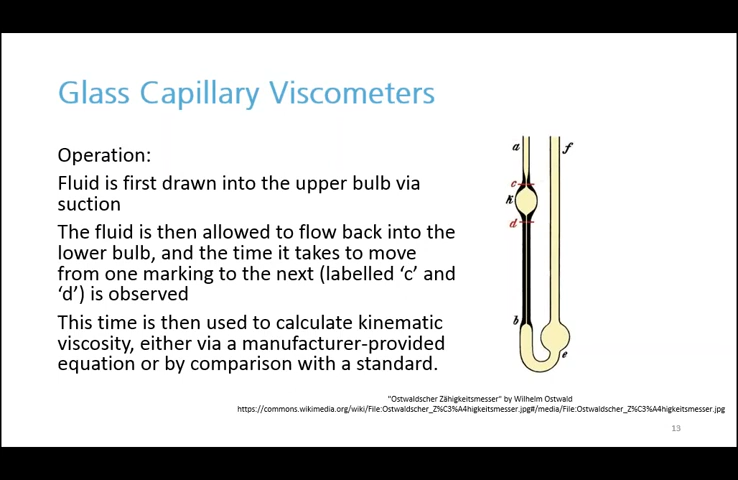 Glass Capillary Viscometers
Operation:
Fluid is first drawn into the upper bulb via
suction
The fluid is then allowed to flow back into the
lower bulb, and the time it takes to move
from one marking to the next (labelled ‘c’ and
‘d’) is observed
This time is then used to calculate kinematic
viscosity, either via a manufacturer-provided
equation or by comparison with a standard.
a
f
c
k
d
b
e
"Ostwaldscher Zähigkeitsmesser" by Wilhelm Ostwald
https://commons.wikimedia.org/wiki/File:Ostwaldscher_Z%C3%A4higkeitsmesser.jpg#/media/File:Ostwaldscher_Z%C3%A4higkeitsmesser.jpg
13